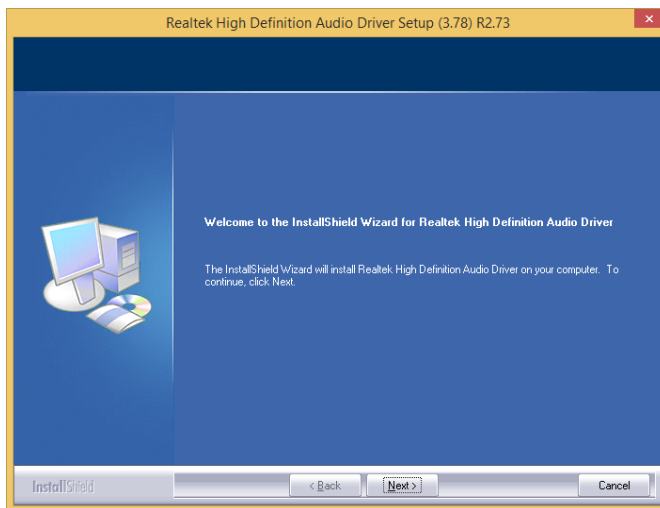 Realtek High Definition Audio Driver Setup (3.78) R2.73
Welcome to the InstallShield Wizard for Realtek High Definition Audio Driver
The InstallShield Wizard will install Realtek High Definition Audio Driver on your computer. To
continue, click Next.
InstallShield
< Back
Next >
Cancel